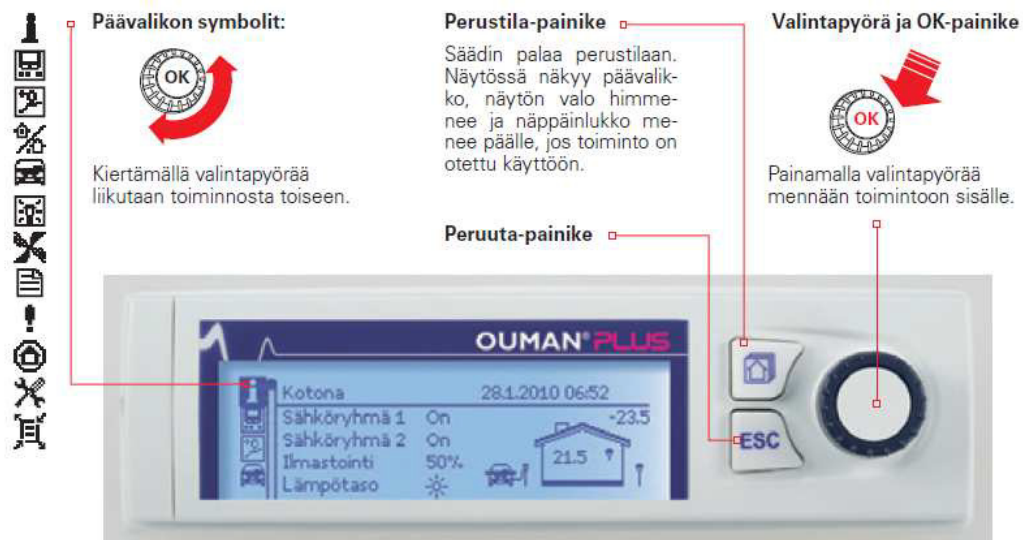 Päävalikon symbolit:
OK
Kiertämällä valintapyörää
liikutaan toiminnosta toiseen.
Perustila-painike
Säädin palaa perustilaan.
Näytössä näkyy päävalik-
ko, näytön valo himme-
nee ja näppäinlukko me-
nee päälle, jos toiminto on
otettu käyttöön.
Peruuta-painike
Valintapyörä ja OK-painike
OK
Painamalla valintapyörää
mennään toimintoon sisälle.
OUMAN® PLUS
Kotona 28.1.2010 06:52
Sähköryhmä 1 On -23.5
Sähköryhmä 2 On
Ilmastointi 50% 21.5
Lämpötaso
ESC